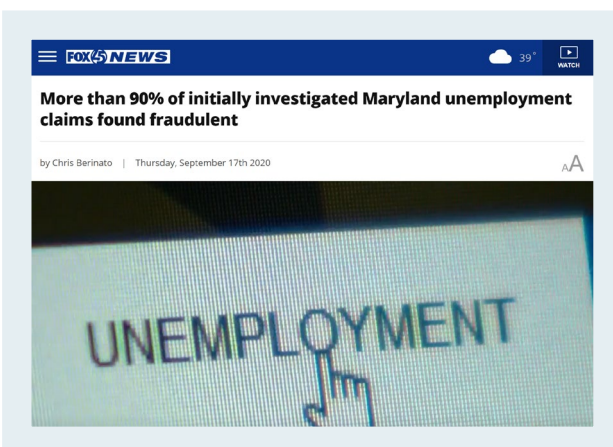 FOX 5 NEWS
39°
WATCH
More than 90% of initially investigated Maryland unemployment
claims found fraudulent
by Chris Berinato | Thursday, September 17th 2020
AA
UNEMPLOYMENT